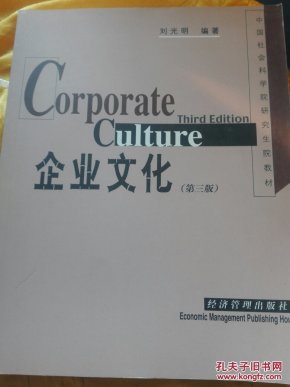 刘光明 编著
中国社会科学院研究生院教材
Corporate
Third Edition
Culture
企业文化
(第三版)
经济管理出版社
Economic Management Publishing Hou
孔夫子旧书网
www.kongfz.com